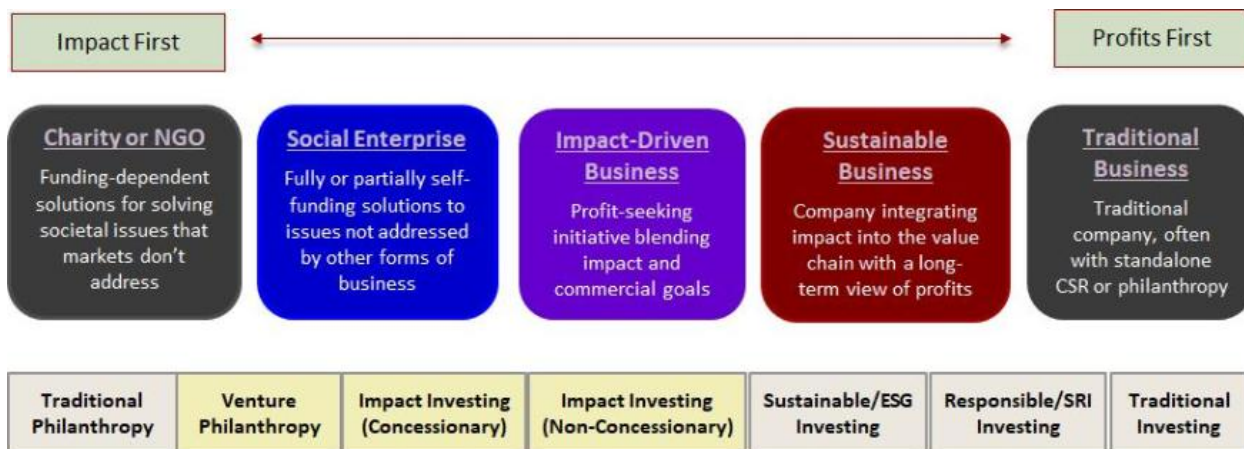 Impact First
Profits First
Charity or NGO
Funding-dependent
solutions for solving
societal issues that
markets don’t
address
Social Enterprise
Fully or partially self-
funding solutions to
issues not addressed
by other forms of
business
Impact-Driven
Business
Profit-seeking
initiative blending
impact and
commercial goals
Sustainable
Business
Company integrating
impact into the value
chain with a long-
term view of profits
Traditional
Business
Traditional
company, often
with standalone
CSR or philanthropy
Traditional
Philanthropy
Venture
Philanthropy
Impact Investing
(Concessionary)
Impact Investing
(Non-Concessionary)
Sustainable/ESG
Investing
Responsible/SRI
Investing
Traditional
Investing